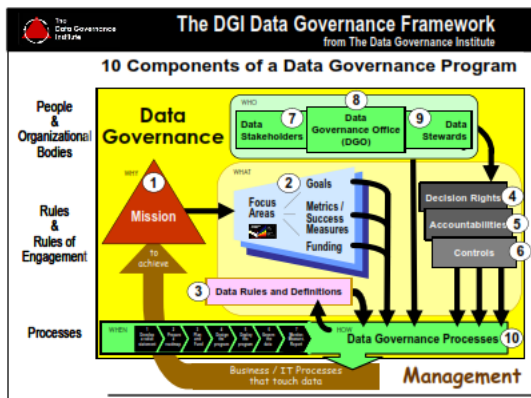 The
Data Governance
Institute
The DGI Data Governance Framework
from The Data Governance Institute
10 Components of a Data Governance Program
People
&
Organizational
Bodies
Data
Governance
WHO
7
8
9
Data
Stakeholders
Data
Governance Office
(DGO)
Data
Stewards
WHY
1
Mission
WHAT
2
Focus
Areas
Goals
Metrics /
Success
Measures
Funding
Decision Rights
4
Accountabilities
5
Controls
6
Rules
&
Rules of
Engagement
to
achieve
3
Data Rules and Definitions
Processes
WHEN
HOW
Data Governance Processes
10
Business / IT Processes
that touch data
Management